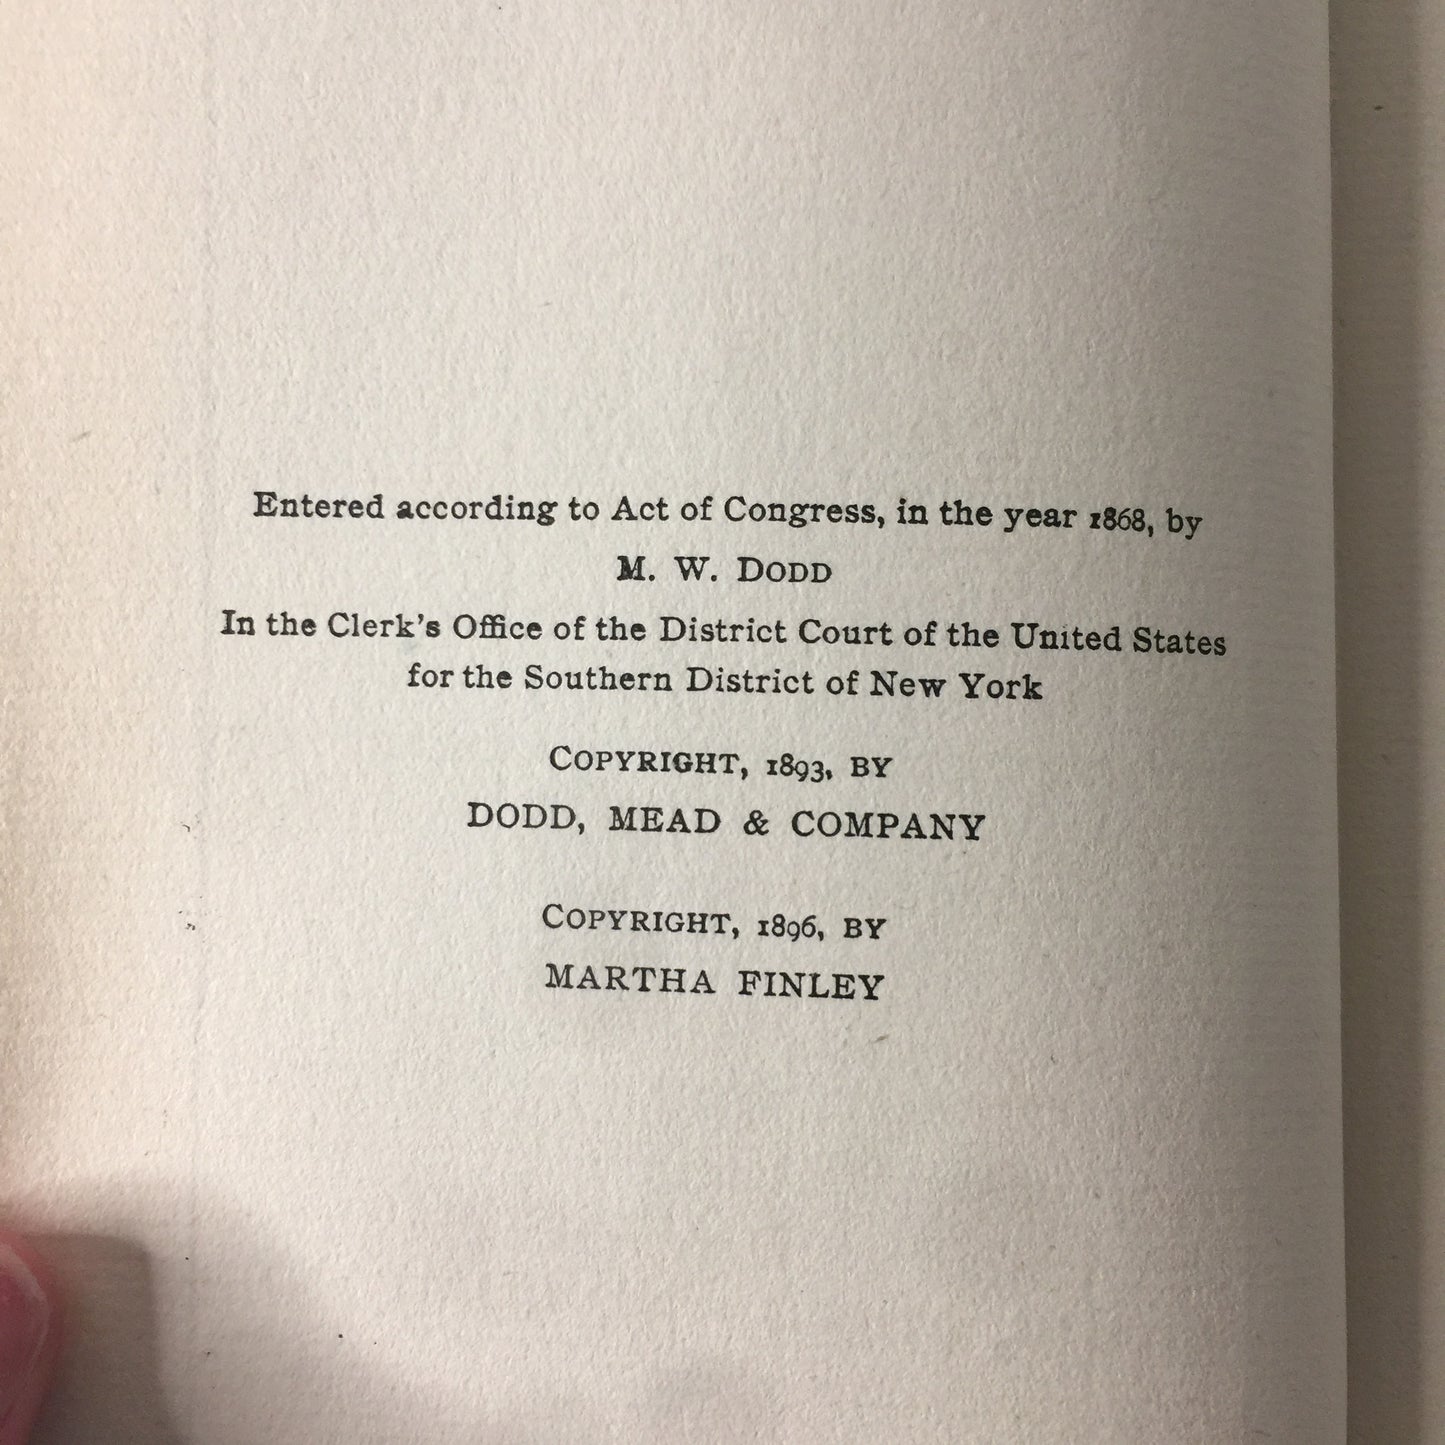 Entered according to Act of Congress, in the year 1868, by
M. W. DODD
In the Clerk's Office of the District Court of the United States
for the Southern District of New York
COPYRIGHT, 1893, BY
DODD, MEAD & COMPANY
COPYRIGHT, 1896, BY
MARTHA FINLEY